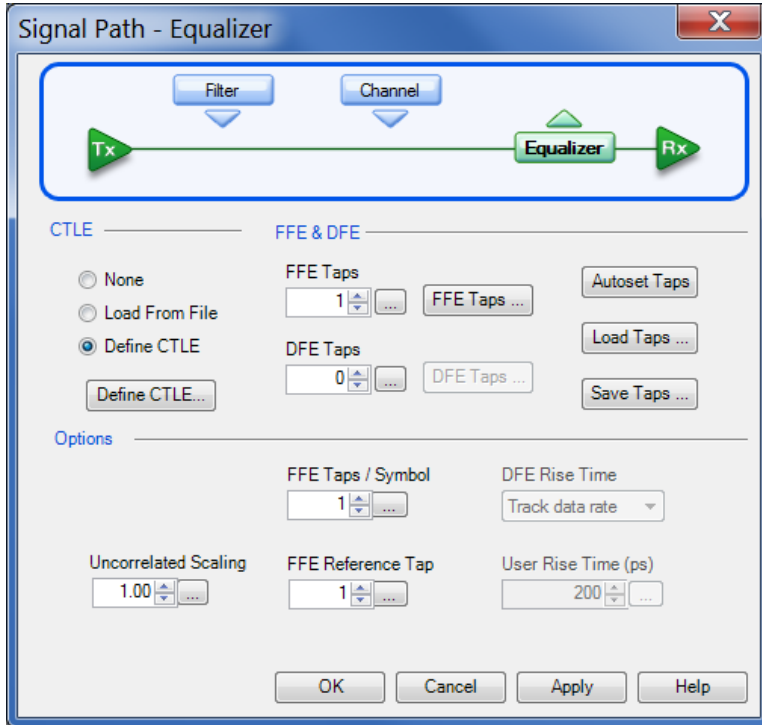 Signal Path - Equalizer
X
Filter
Channel
Tx
Equalizer
Rx
CTLE
None
Load From File
Define CTLE
Define CTLE...
FFE & DFE
FFE Taps
1
...
FFE Taps ...
DFE Taps
0
...
DFE Taps ...
Autoset Taps
Load Taps ...
Save Taps ...
Options
FFE Taps / Symbol
1
...
DFE Rise Time
Track data rate
Uncorrelated Scaling
1.00
...
FFE Reference Tap
1
...
User Rise Time (ps)
200
...
OK
Cancel
Apply
Help